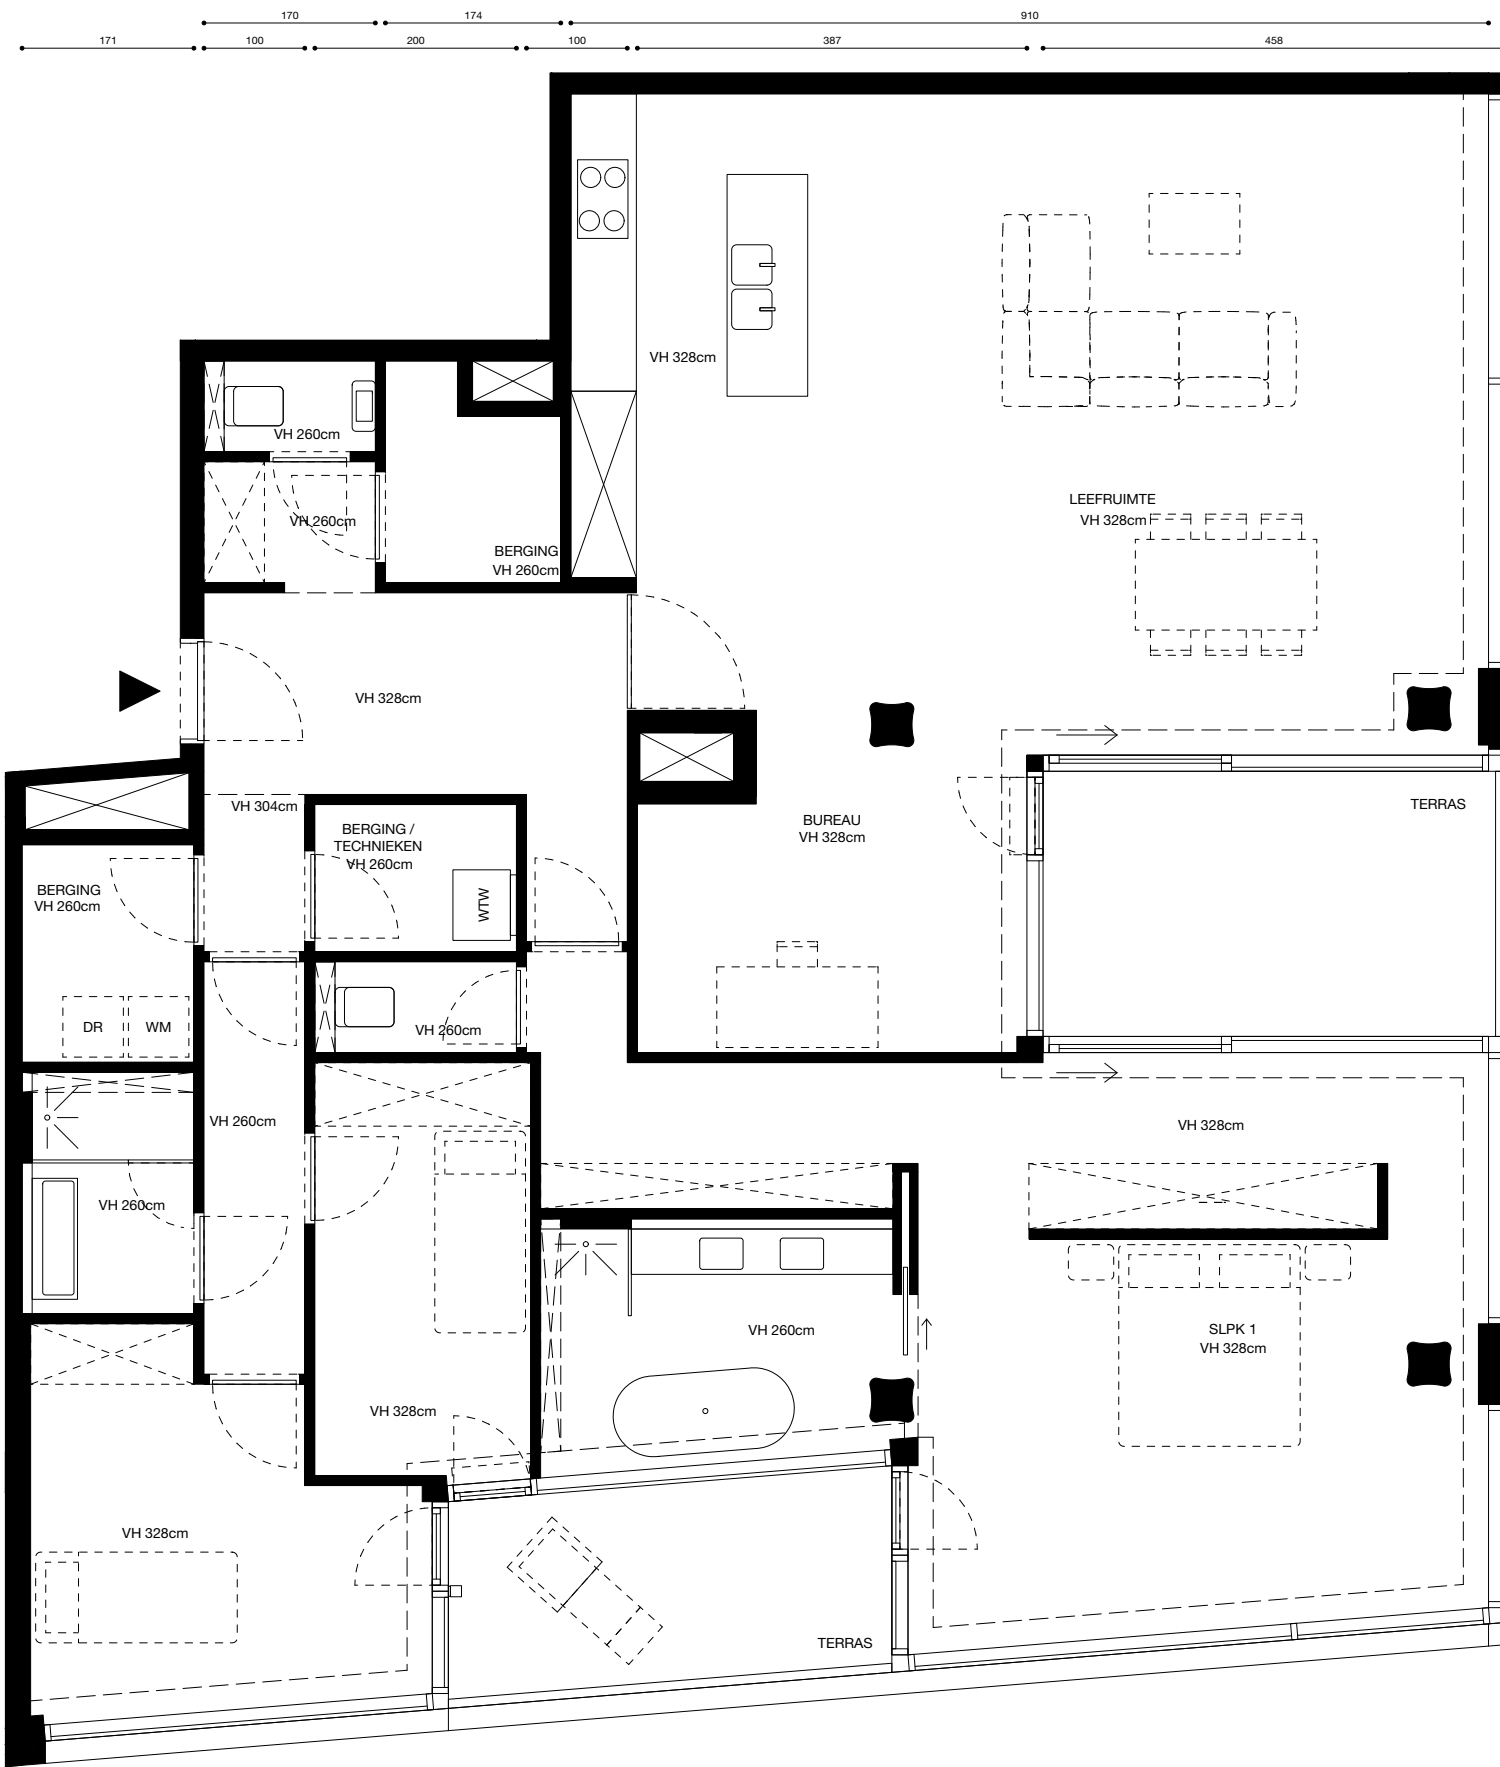 170 174 910
171 100 200 100 387 458
VH 328cm
VH 260cm
LEEFRUIMTE
VH 328cm
VH 260cm
BERGING
VH 260cm
VH 328cm
VH 304cm
TERRAS
BUREAU
VH 328cm
BERGING /
TECHNIEKEN
VH 260cm
BERGING
VH 260cm
WTW
DR WM
VH 260cm
VH 260cm
VH 328cm
VH 260cm
VH 260cm
SLPK 1
VH 328cm
VH 328cm
VH 328cm
TERRAS